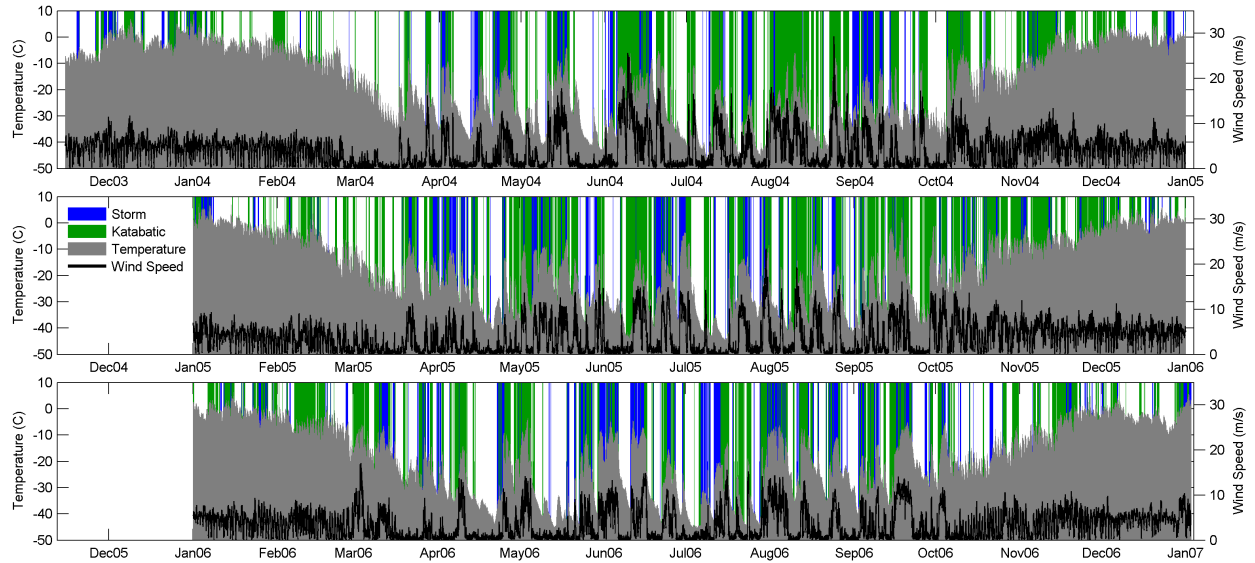 10
0
-10
-20
-30
-40
-50
Temperature (C)
30
20
10
0
Wind Speed (m/s)
Dec03 Jan04 Feb04 Mar04 Apr04 May04 Jun04 Jul04 Aug04 Sep04 Oct04 Nov04 Dec04 Jan05
10
0
-10
-20
-30
-40
-50
Temperature (C)
Storm
Katabatic
Temperature
Wind Speed
30
20
10
0
Wind Speed (m/s)
Dec04 Jan05 Feb05 Mar05 Apr05 May05 Jun05 Jul05 Aug05 Sep05 Oct05 Nov05 Dec05 Jan06
10
0
-10
-20
-30
-40
-50
Temperature (C)
30
20
10
0
Wind Speed (m/s)
Dec05 Jan06 Feb06 Mar06 Apr06 May06 Jun06 Jul06 Aug06 Sep06 Oct06 Nov06 Dec06 Jan07